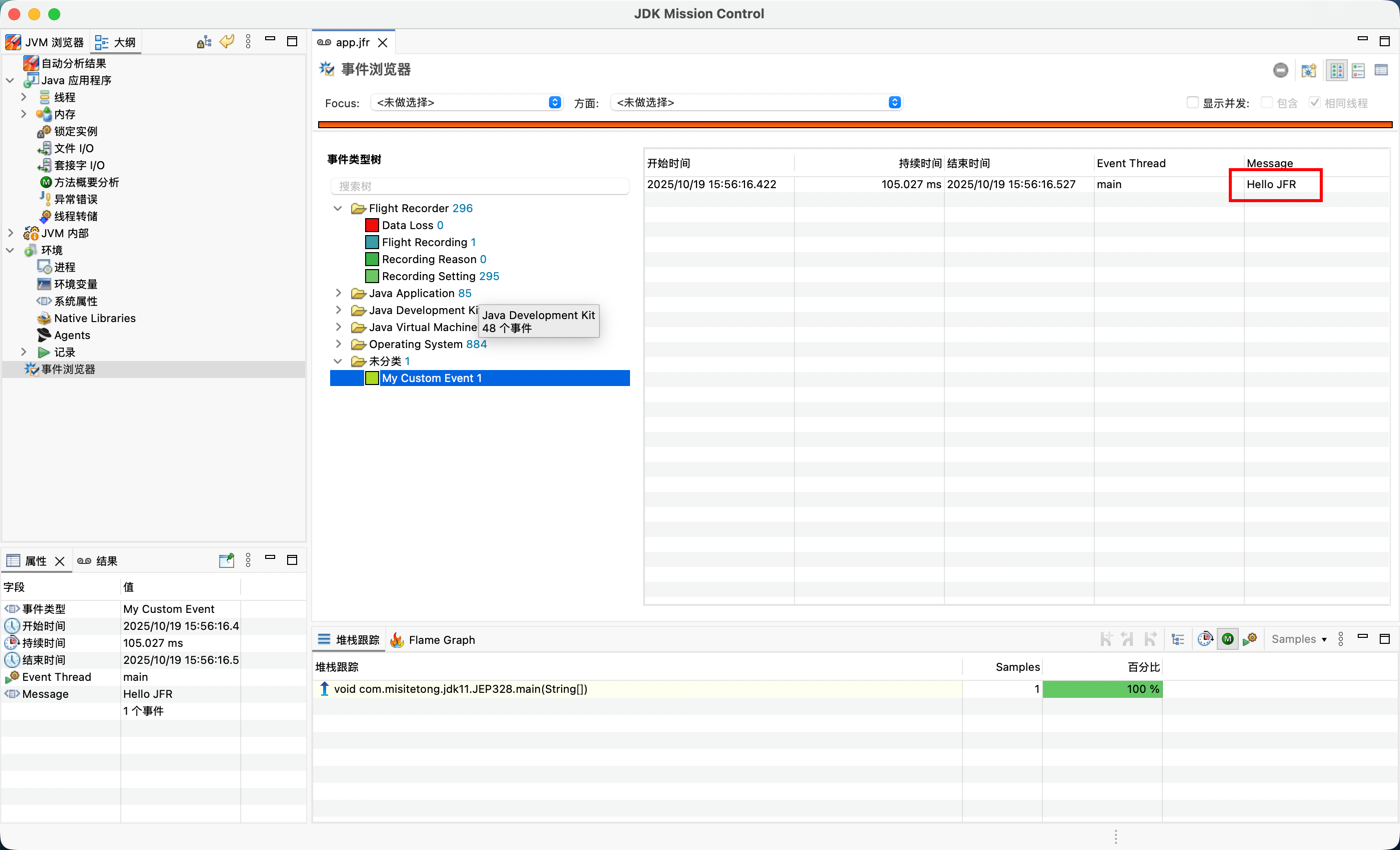 JDK Mission Control
JVM 浏览器 大纲
自动分析结果
Java 应用程序
线程
内存
锁定实例
文件 I/O
套接字 I/O
方法概要分析
异常错误
线程转储
JVM 内部
环境
进程
环境变量
系统属性
Native Libraries
Agents
记录
事件浏览器
app.jfr
事件浏览器
Focus: <未做选择> 方面: <未做选择> 显示并发: 包含 相同线程
事件类型树
搜索树
Flight Recorder 296
Data Loss 0
Flight Recording 1
Recording Reason 0
Recording Setting 295
Java Application 85
Java Development Ki
Java Virtual Machine
Operating System 884
未分类 1
My Custom Event 1
Java Development Kit
48 个事件
开始时间 持续时间 结束时间 Event Thread Message
2025/10/19 15:56:16.422 105.027 ms 2025/10/19 15:56:16.527 main Hello JFR
属性 结果
字段 值
事件类型 My Custom Event
开始时间 2025/10/19 15:56:16.4
持续时间 105.027 ms
结束时间 2025/10/19 15:56:16.5
Event Thread main
Message Hello JFR
1 个事件
堆栈跟踪 Flame Graph Samples
堆栈跟踪 Samples 百分比
void com.misitetong.jdk11.JEP328.main(String[]) 1 100 %